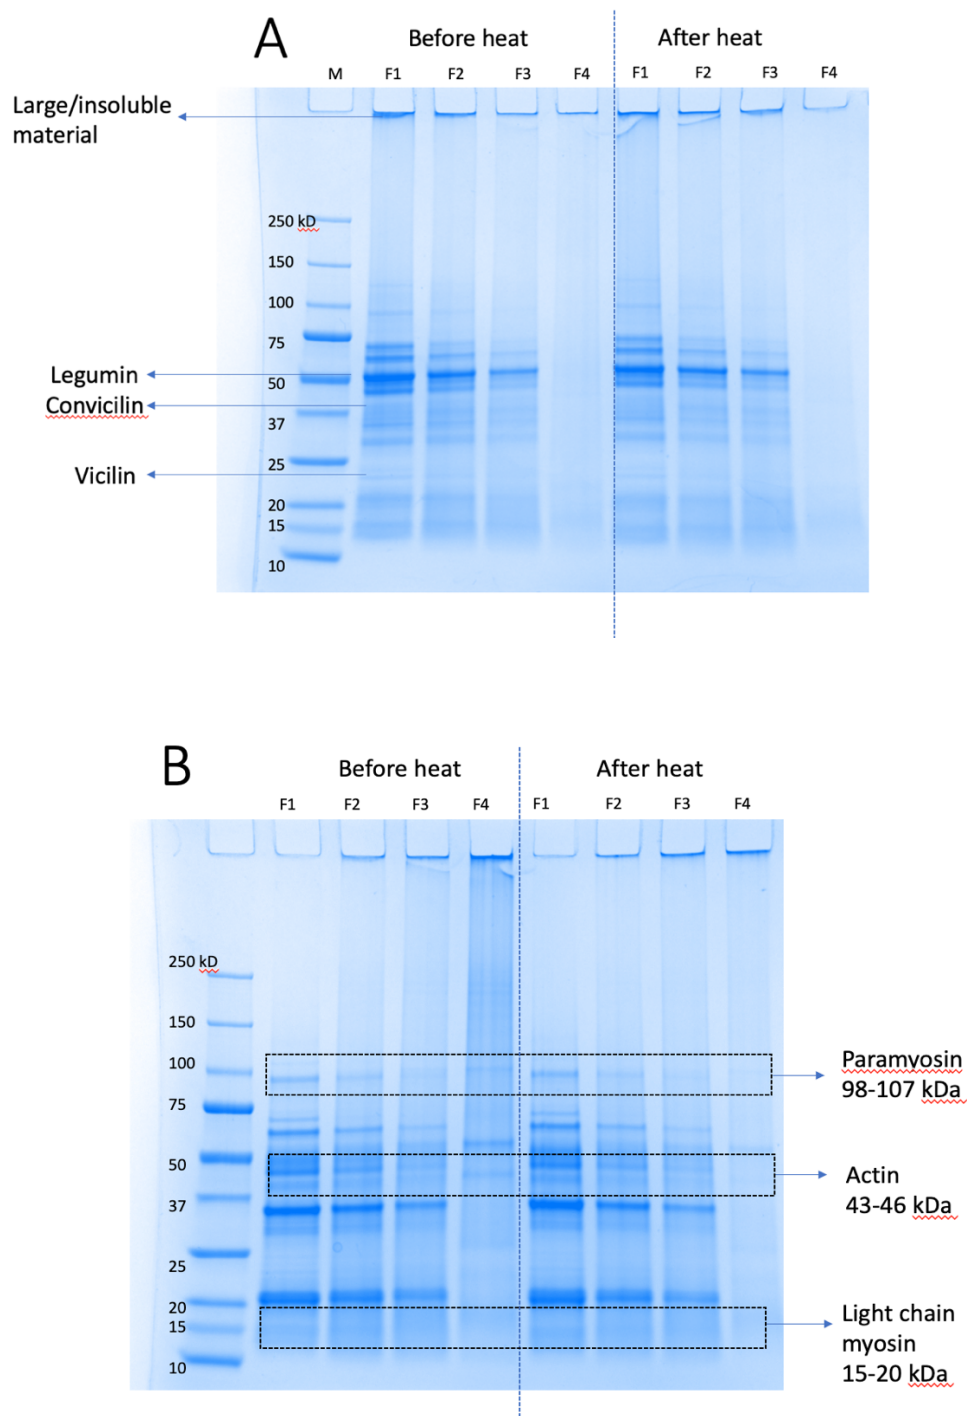 A
Before heat
After heat
M F1 F2 F3 F4 F1 F2 F3 F4
Large/insoluble
material
250 kD
150
100
75
Legumin
50
Convicilin
37
25
Vicilin
20
15
10
B
Before heat
After heat
F1 F2 F3 F4 F1 F2 F3 F4
250 kD
150
100
Paramyosin
98-107 kDa
75
50
Actin
43-46 kDa
37
25
20
15
Light chain
myosin
15-20 kDa
10